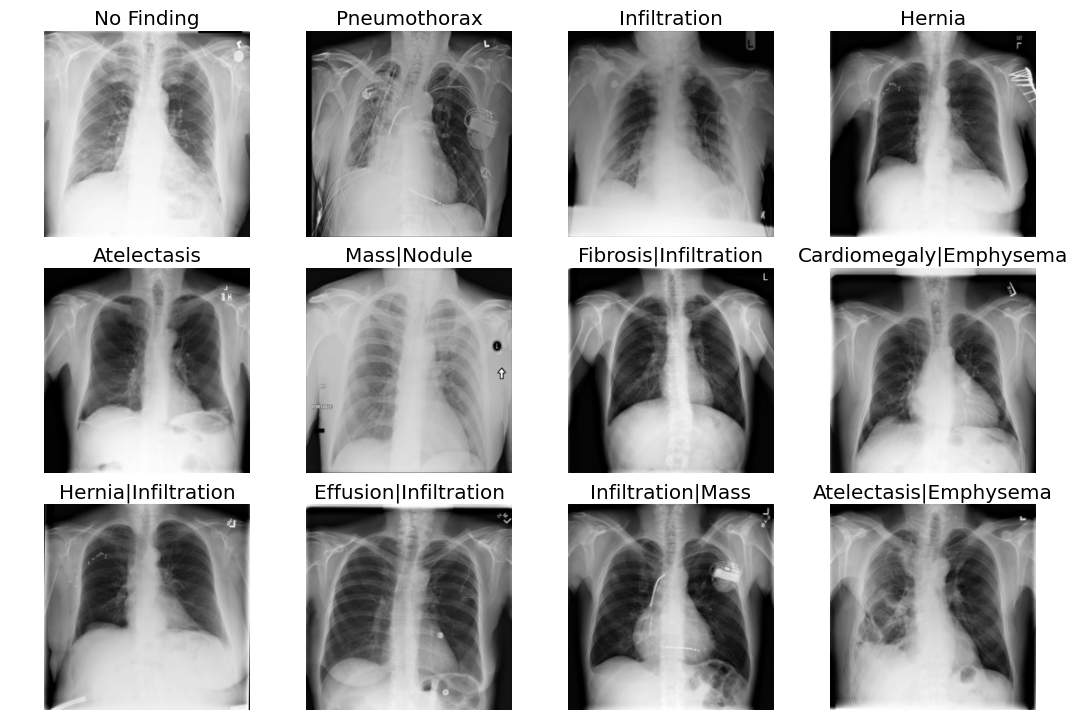 No Finding
Pneumothorax
Infiltration
Hernia
Atelectasis
Mass|Nodule
Fibrosis|Infiltration
Cardiomegaly|Emphysema
Hernia|Infiltration
Effusion|Infiltration
Infiltration|Mass
Atelectasis|Emphysema